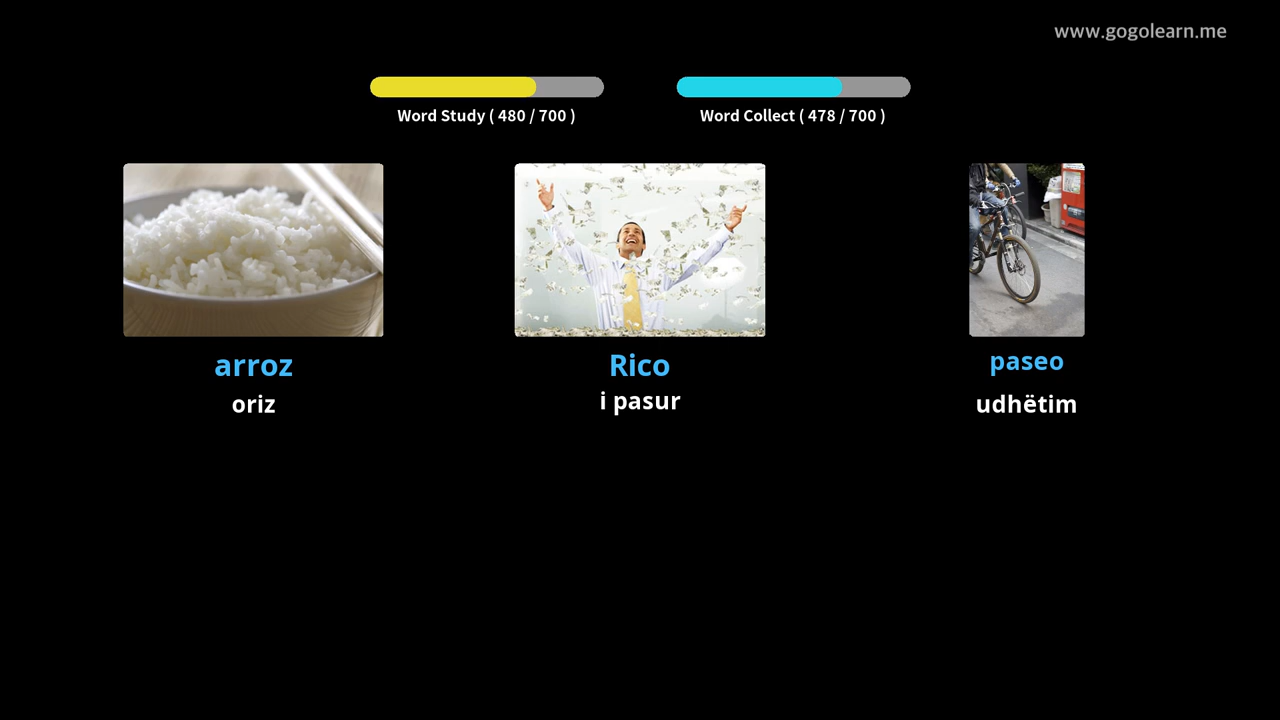 www.gogolearn.me
Word Study ( 480 / 700 )
Word Collect ( 478 / 700 )
arroz
oriz
Rico
i pasur
paseo
udhëtim